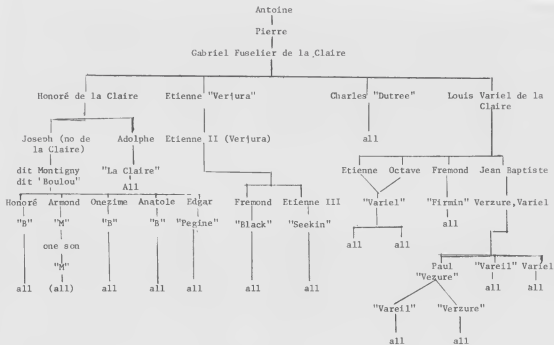 Antoine
Pierre
Gabriel Fuselier de la Claire
Honoré de la Claire Etienne "Verjura" Charles "Dutree" Louis Variel de la
Claire
Joseph (no de Adolphe Etienne II (Verjura) all
la Claire)
Etienne Octave Fremond Jean Baptiste
dit Montigny "La Claire"
dit 'Boulou' All
"Variel" "Firmin" Verzure, Variel
all
Honoré Armond Onezime Anatole Edgar Fremond Etienne III
"B" "M" "B" "B" "Pegine" "Black" "Seekin"
one son all all
"M" Paul "Vareil" Variel
"Vezure"
all (all) all all all all all all all
"Vareil" "Verzure"
all all